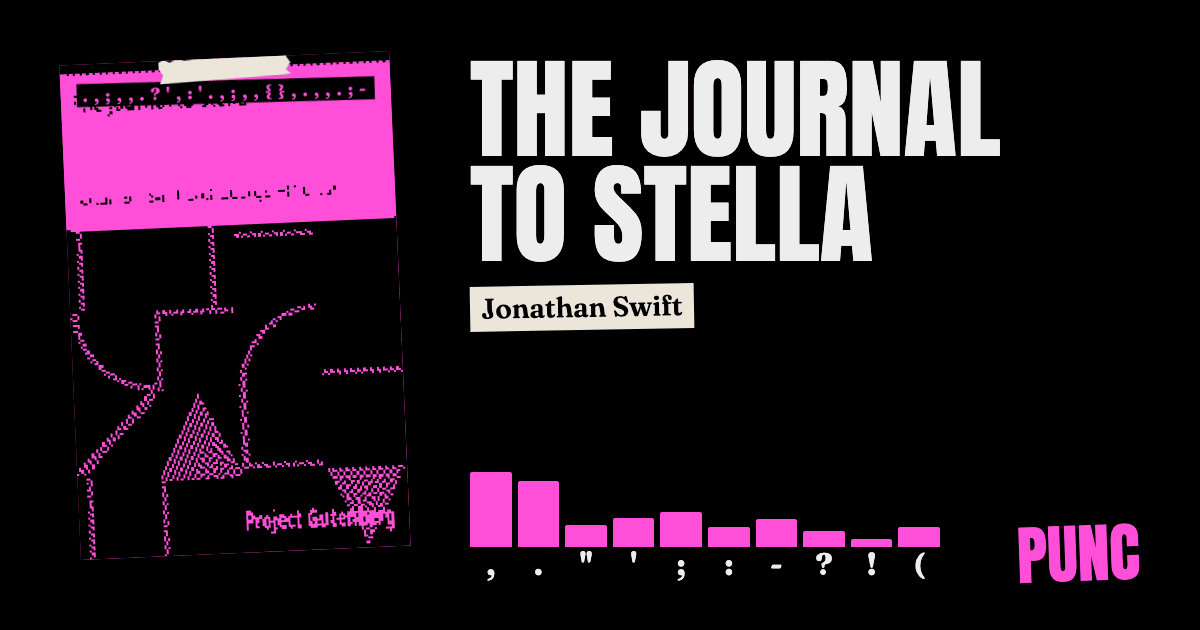 .,;,,.?',:'.,;,,{},.,,.;-
Project Gutenberg
THE JOURNAL
TO STELLA
Jonathan Swift
, . " ' ; : - ? ! (
PUNC